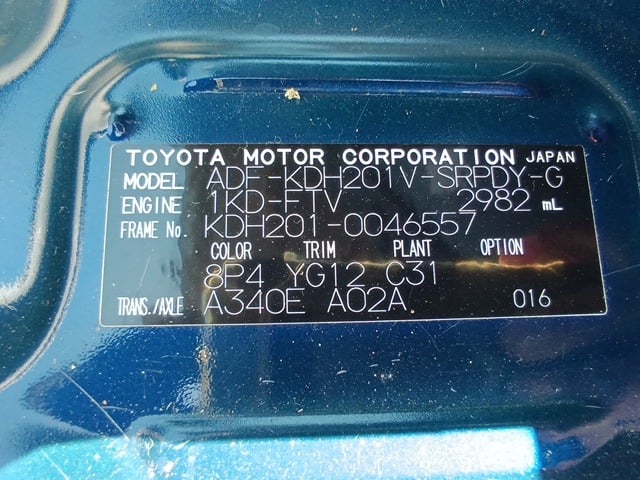 TOYOTA MOTOR CORPORATION JAPAN
MODEL ADF-KDH201V-SRPDY-G
ENGINE 1KD-FTV 2982 mL
FRAME No. KDH201-0046557
COLOR TRIM PLANT OPTION
8P4 YG12 C31
TRANS./AXLE A340E A02A 016